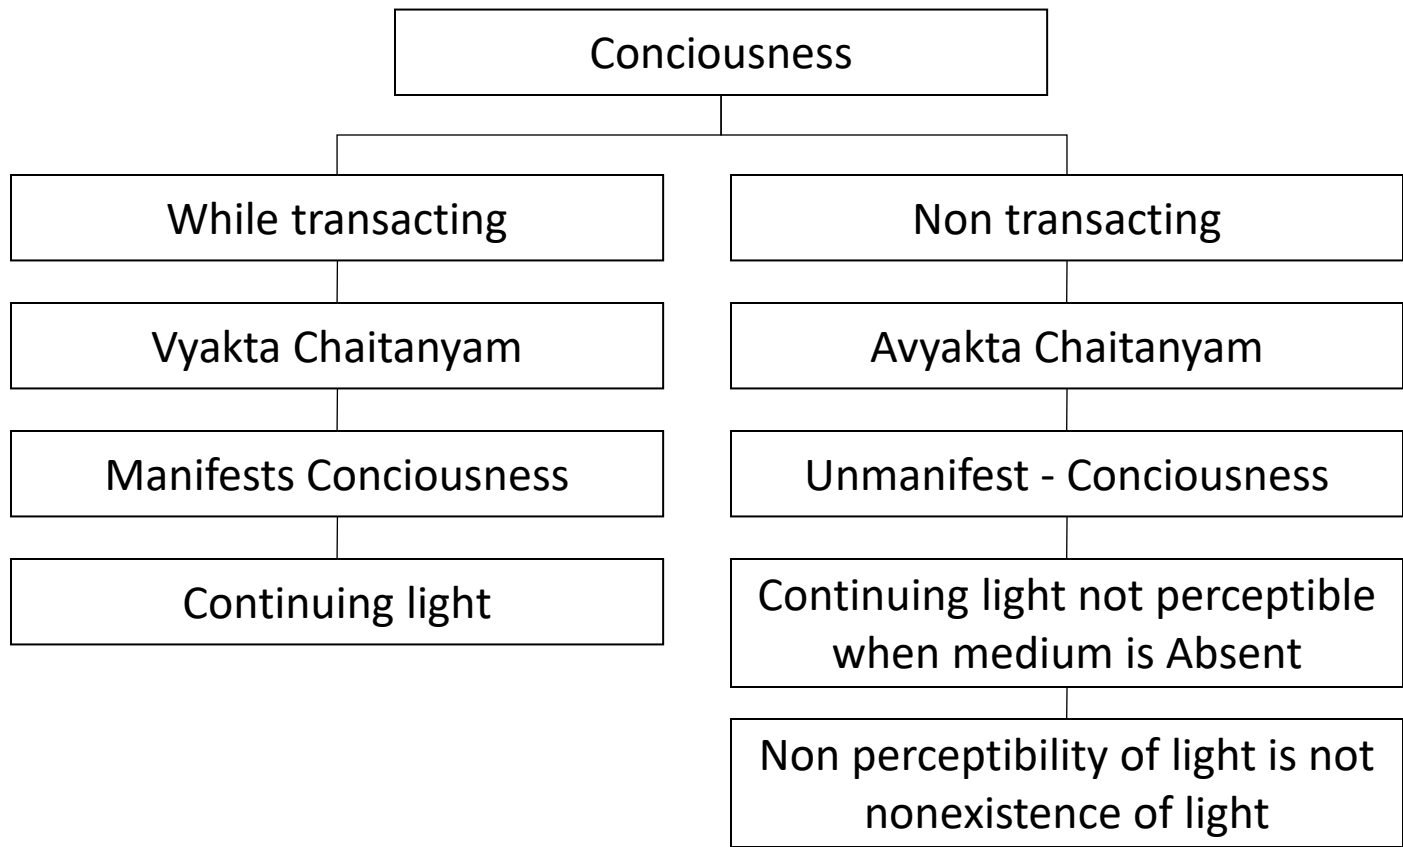 Conciousness
While transacting
Non transacting
Vyakta Chaitanyam
Avyakta Chaitanyam
Manifests Conciousness
Unmanifest - Conciousness
Continuing light
Continuing light not perceptible
when medium is Absent
Non perceptibility of light is not
nonexistence of light